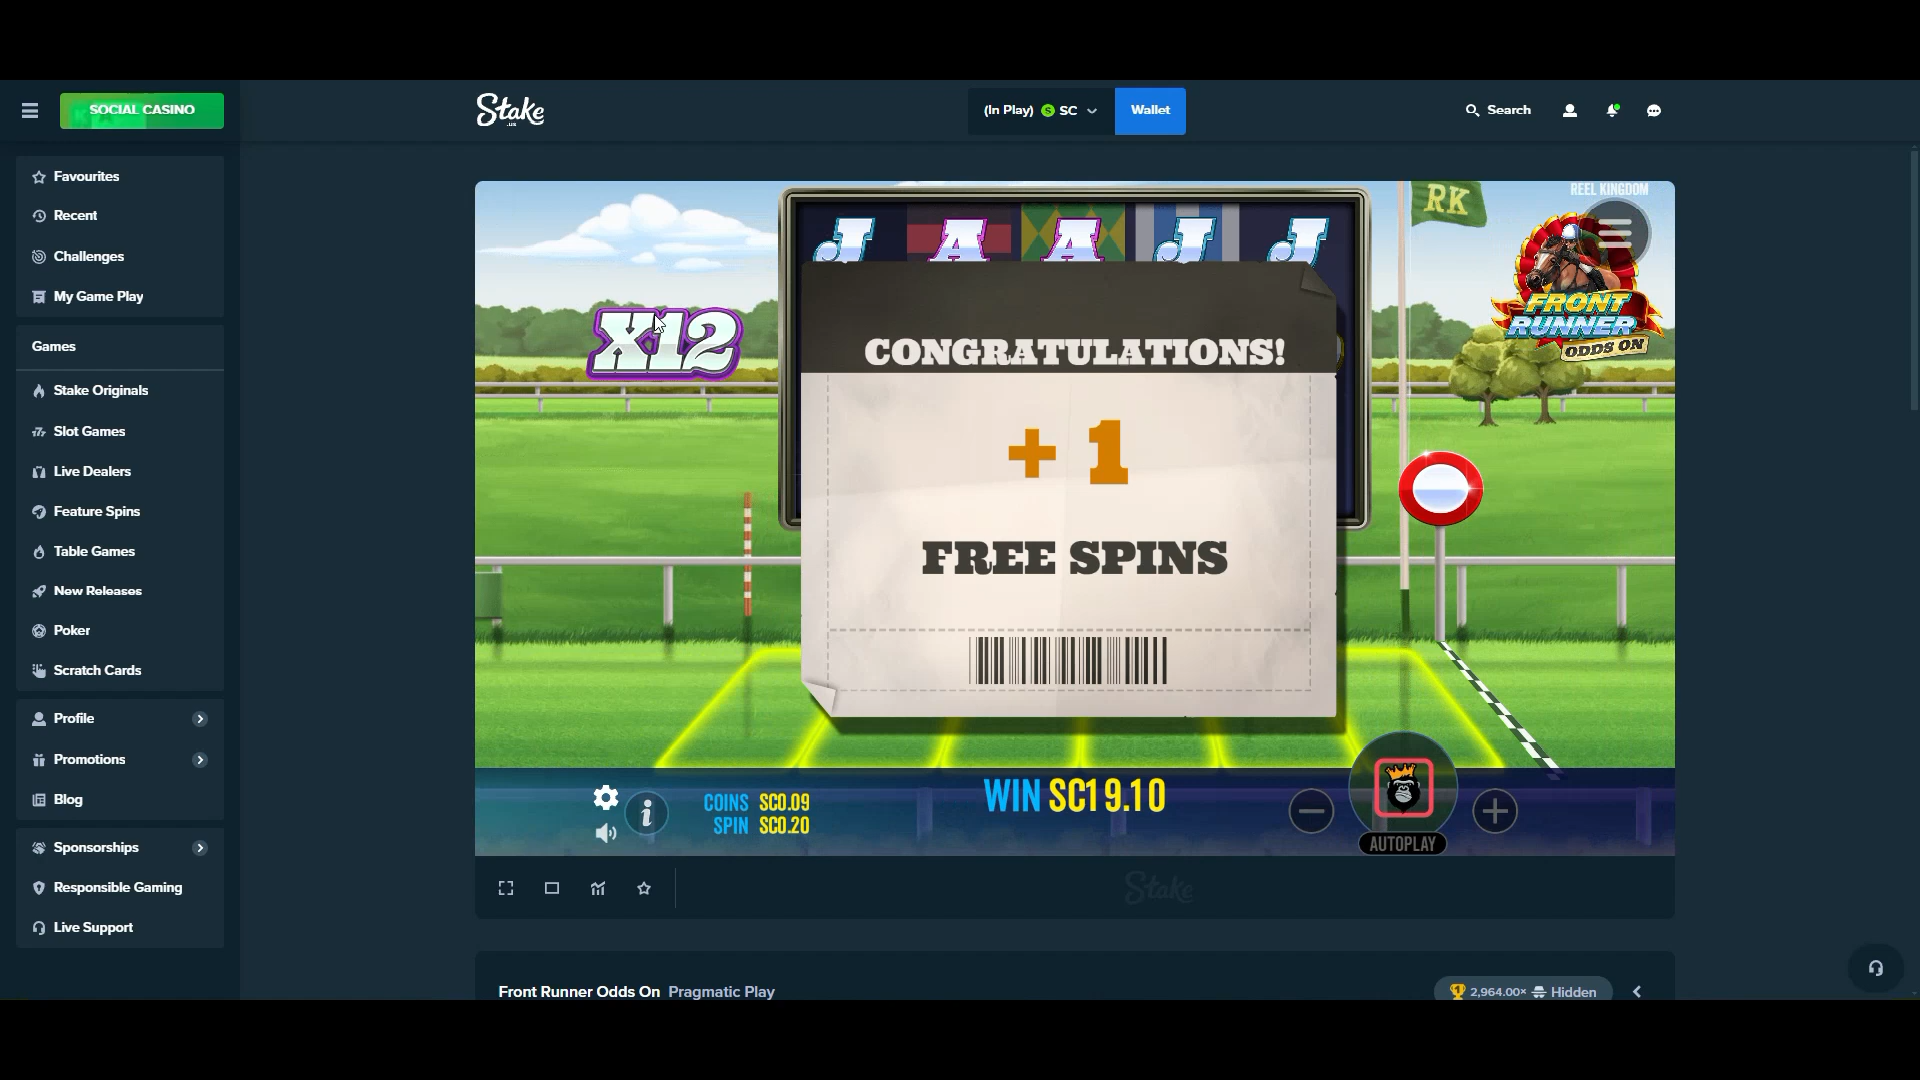 SOCIAL CASINO
Stake
.US
(In Play) SC
Wallet
Search
Favourites
Recent
Challenges
My Game Play
Games
Stake Originals
Slot Games
Live Dealers
Feature Spins
Table Games
New Releases
Poker
Scratch Cards
Profile
Promotions
Blog
Sponsorships
Responsible Gaming
Live Support
J A A J J
RK
REEL KINGDOM
FRONT
RUNNER
ODDS ON
X12
CONGRATULATIONS!
+ 1
FREE SPINS
COINS SC0.09
SPIN SC0.20
WIN SC19.10
AUTOPLAY
Stake
Front Runner Odds On Pragmatic Play
2,964.00× Hidden